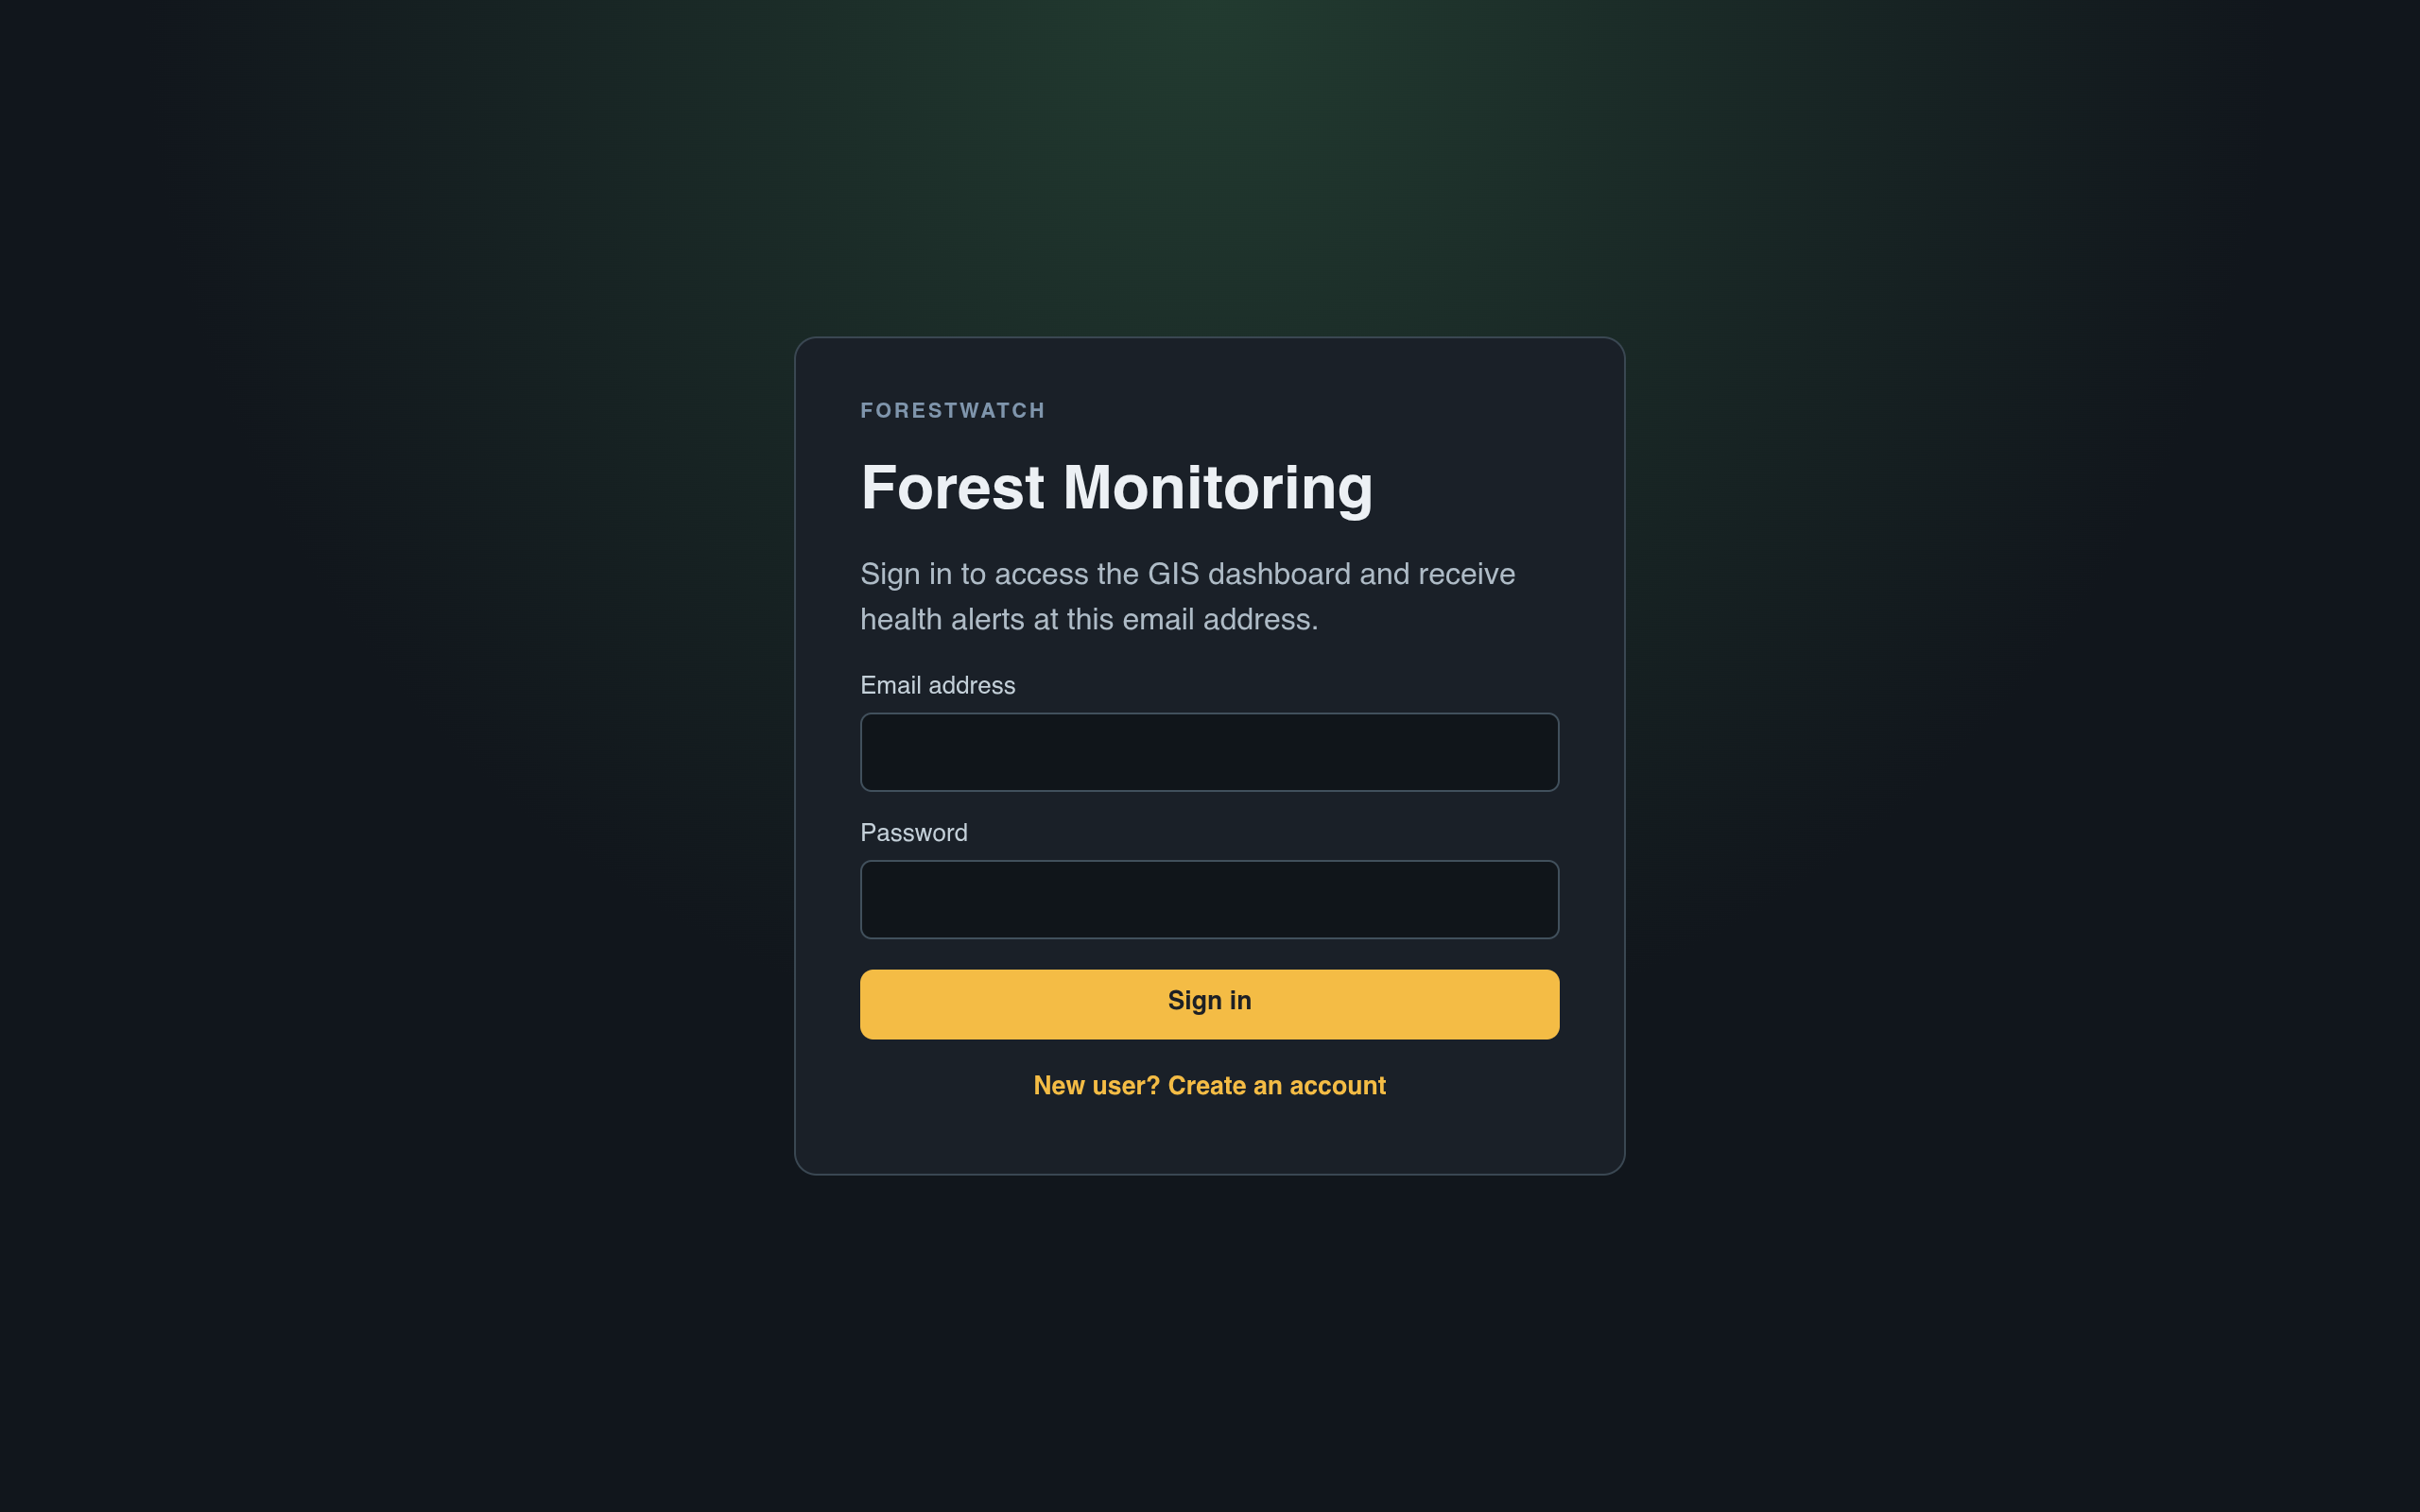 FORESTWATCH
Forest Monitoring
Sign in to access the GIS dashboard and receive
health alerts at this email address.
Email address
Password
Sign in
New user? Create an account